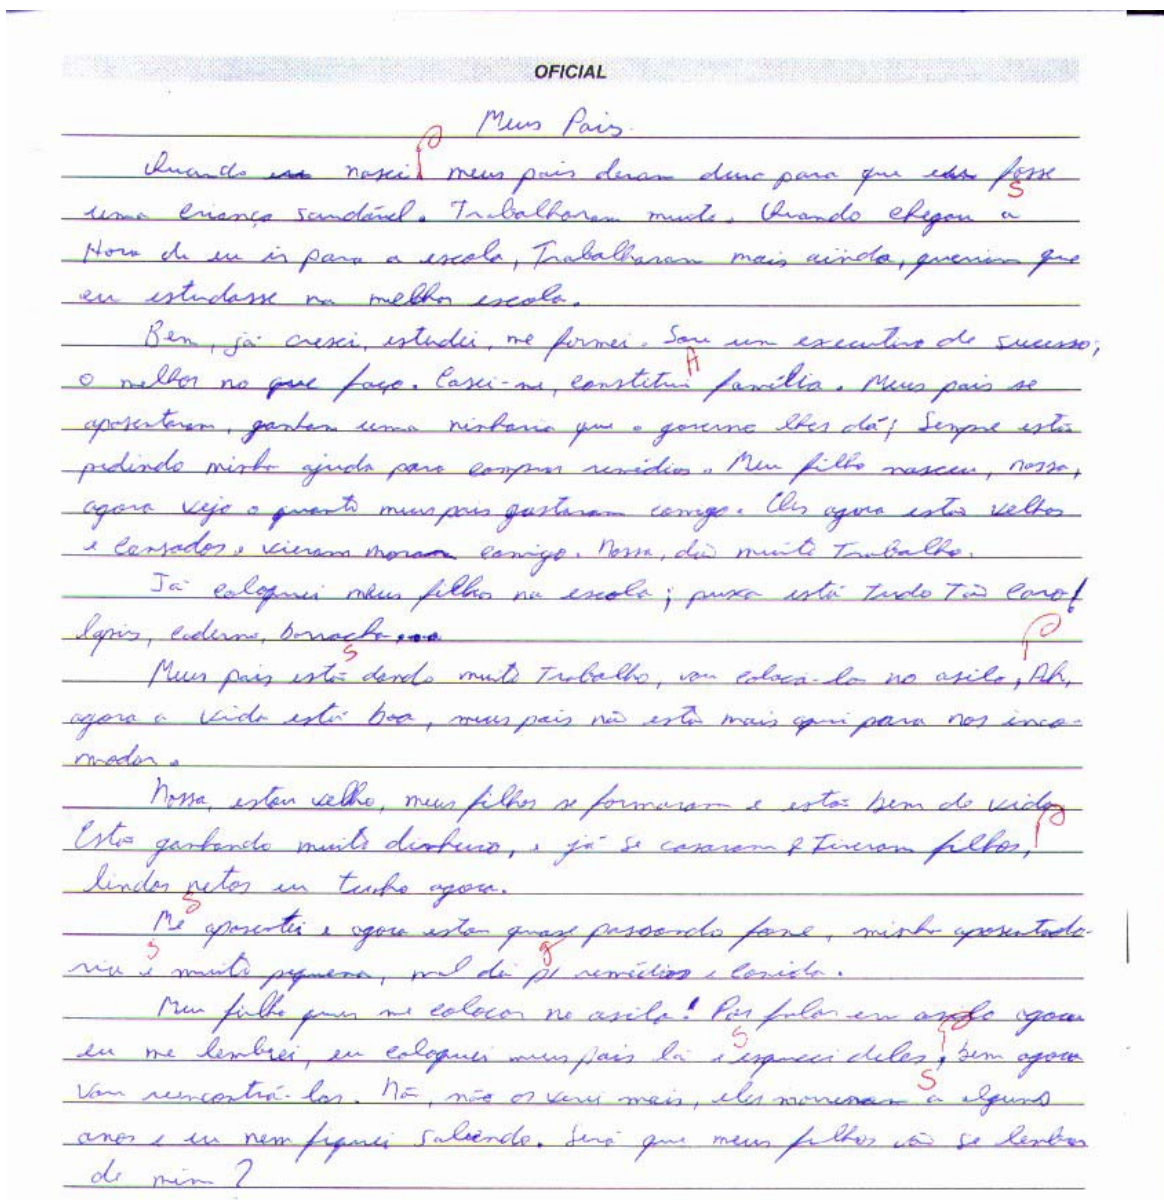 OFICIAL
Meus Pais.
Quando eu nasci meus pais deram duro para que eu fosse
uma criança saudável. Trabalharam muito. Quando chegou a
Hora de eu ir para a escola, Trabalharam mais ainda, queriam que
eu estudasse na melhor escola.
Bem, já cresci, estudei, me formei. Sou um executivo de sucesso,
o melhor no que faço. Casei-me, constitui família. Meus pais se
aposentaram, ganham uma ninharia que o governo lhes dá; Sempre estão
pedindo minha ajuda para comprar remédios. Meu filho nasceu, nossa,
agora vejo o quanto meus pais gastaram comigo. Eles agora estão velhos
e cansados, vieram morar comigo. Nossa, dão muito Trabalho.
Já coloquei meus filhos na escola; puxa está tudo Tão caro!
lapis, caderno, borracha...
Meus pais estão dando muito Trabalho, vou coloca-los no asilo, Ah,
agora a vida está boa, meus pais não estão mais aqui para nos inco-
modar.
Nossa, estou velho, meus filhos se formaram e estão bem de vida
Estão ganhando muito dinheiro, e já se casaram e Tiveram filhos,
lindos netos eu tenho agora.
Me aposentei e agora estou quase passando fome, minha aposentado-
ria é muito pequena, mal dá p/ remédios e comida.
Meu filho quer me colocar no asilo! Por falar em asilo agora
eu me lembrei, eu coloquei meus pais lá e esqueci deles, bem agora
vou reencontrá-los. Não, não os verei mais, eles morreram a alguns
anos e eu nem fiquei sabendo. Será que meus filhos vão se lembrar
de mim?